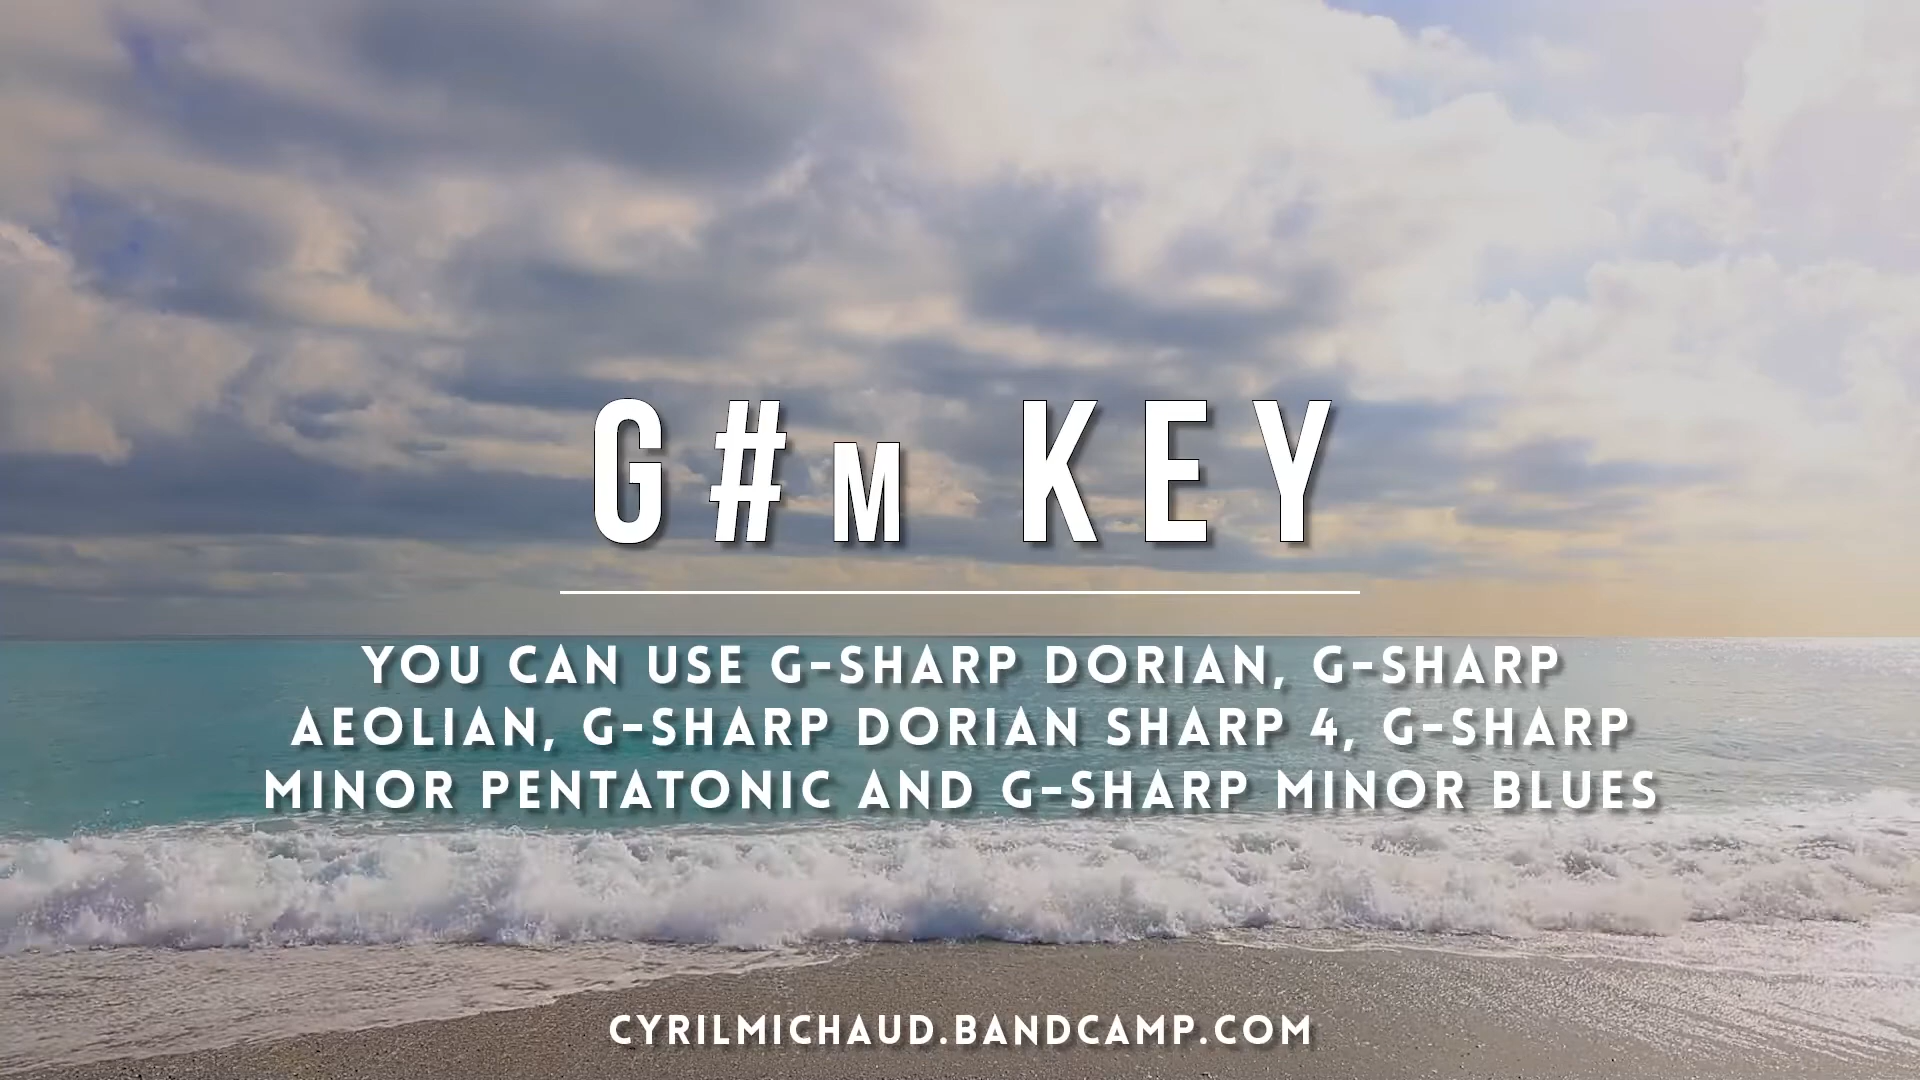 G#M KEY
YOU CAN USE G-SHARP DORIAN, G-SHARP
AEOLIAN, G-SHARP DORIAN SHARP 4, G-SHARP
MINOR PENTATONIC AND G-SHARP MINOR BLUES
CYRILMICHAUD.BANDCAMP.COM